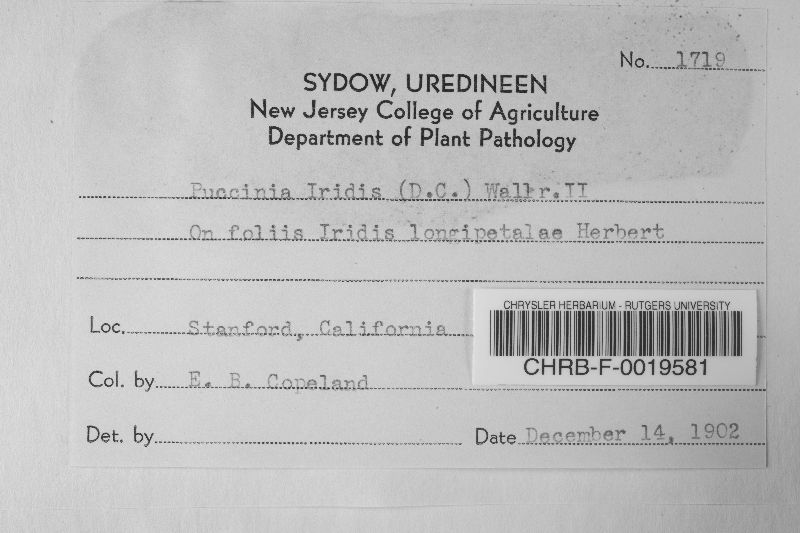 No. 1719
SYDOW, UREDINEEN
New Jersey College of Agriculture
Department of Plant Pathology
Puccinia Iridis (D.C.) Wallr. II
On foliis Iridis longipetalae Herbert
CHRYSLER HERBARIUM - RUTGERS UNIVERSITY
Loc. Stanford, California
CHRB-F-0019581
Col. by E. B. Copeland
Det. by
Date December 14, 1902